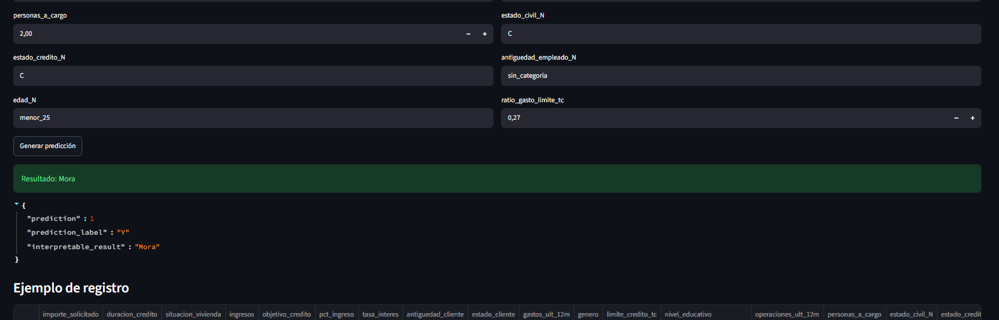 personas_a_cargo estado_civil_N
2,00 − + C
estado_credito_N antiguedad_empleado_N
C sin_categoria
edad_N ratio_gasto_limite_tc
menor_25 0,27 − +
Generar predicción
Resultado: Mora
{
"prediction" : 1
"prediction_label" : "Y"
"interpretable_result" : "Mora"
}
Ejemplo de registro
importe_solicitado duracion_credito situacion_vivienda ingresos objetivo_credito pct_ingreso tasa_interes antiguedad_cliente estado_cliente gastos_ult_12m genero limite_credito_tc nivel_educativo operaciones_ult_12m personas_a_cargo estado_civil_N estado_credit